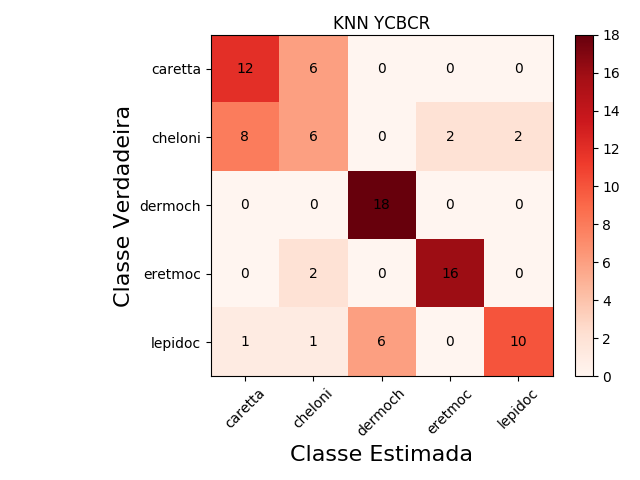 KNN YCBCR
Classe Verdadeira
caretta 12 6 0 0 0
cheloni 8 6 0 2 2
dermoch 0 0 18 0 0
eretmoc 0 2 0 16 0
lepidoc 1 1 6 0 10
caretta cheloni dermoch eretmoc lepidoc
Classe Estimada
18
16
14
12
10
8
6
4
2
0